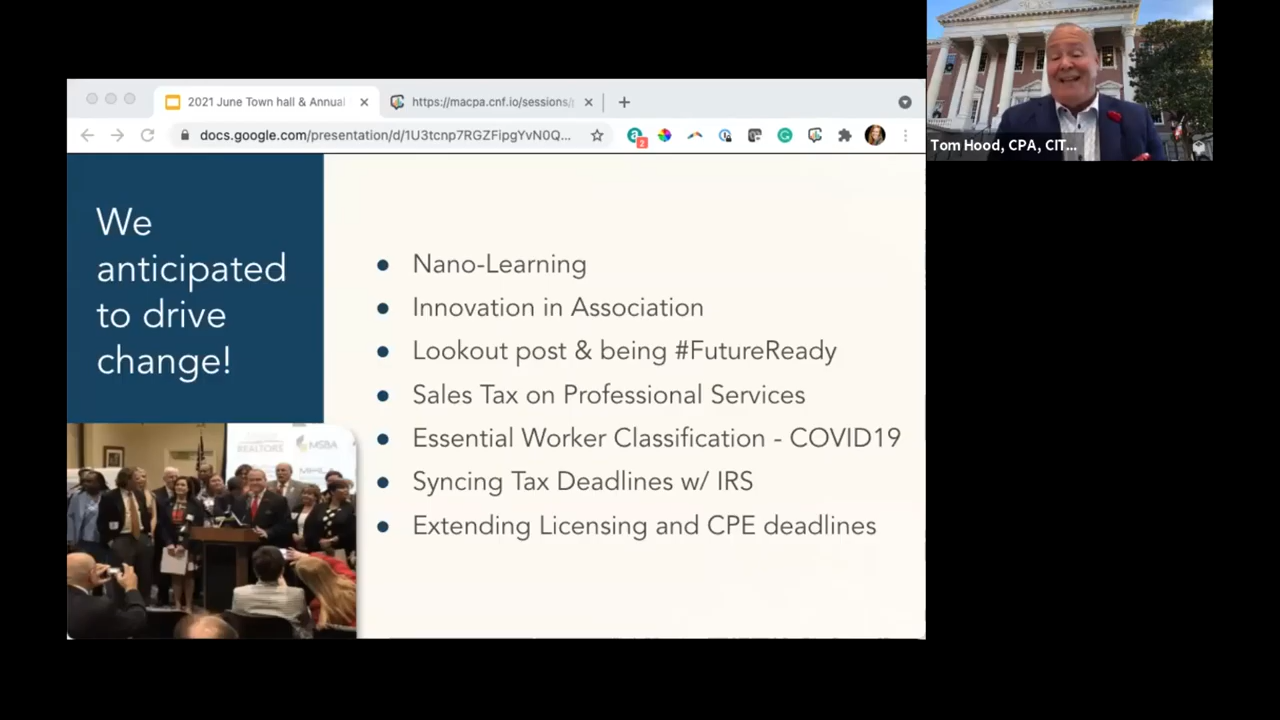 2021 June Town hall & Annual
https://macpa.cnf.io/sessions/
docs.google.com/presentation/d/1U3tcnp7RGZFipgYvN0Q...
2
Tom Hood, CPA, CIT...
We
anticipated
to drive
change!
Nano-Learning
Innovation in Association
Lookout post & being #FutureReady
Sales Tax on Professional Services
Essential Worker Classification - COVID19
Syncing Tax Deadlines w/ IRS
Extending Licensing and CPE deadlines
REALTORS
MSBA